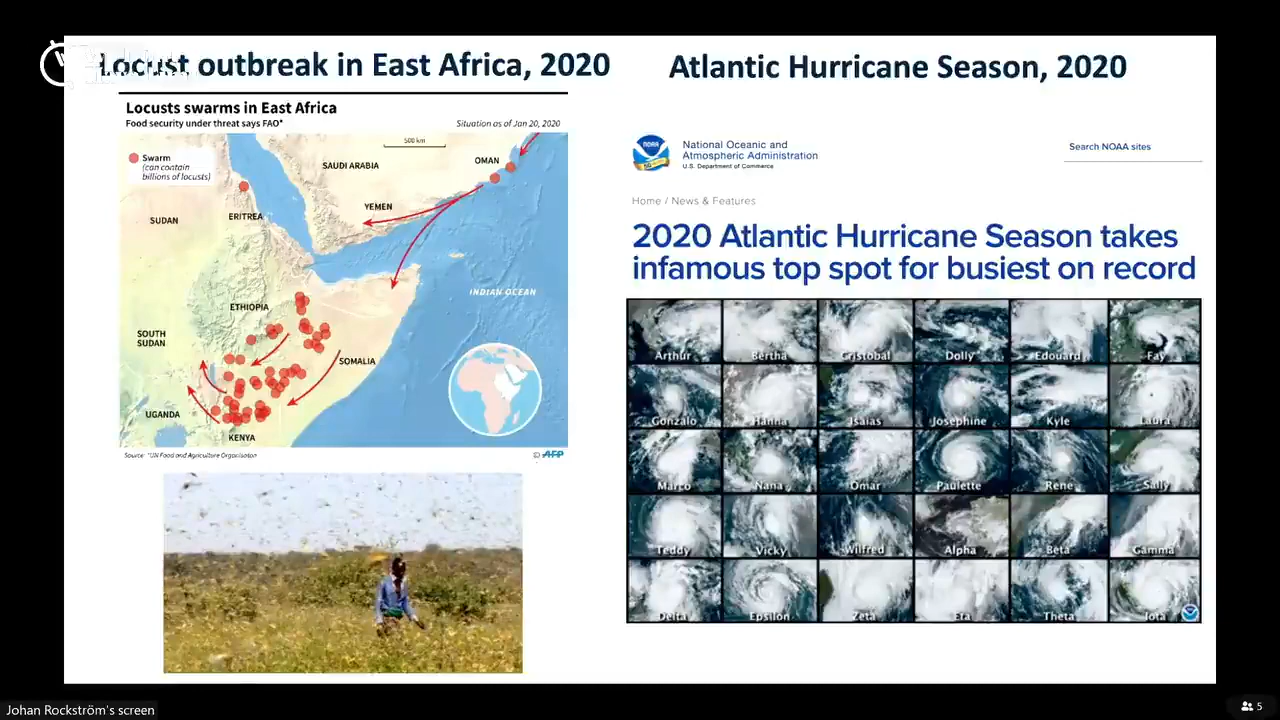 Locust outbreak in East Africa, 2020
Atlantic Hurricane Season, 2020
Locusts swarms in East Africa
Food security under threat says FAO*
Situation as of Jan 20, 2020
500 km
Swarm
(can contain
billions of locusts)
SAUDI ARABIA
OMAN
YEMEN
SUDAN
ERITREA
INDIAN OCEAN
ETHIOPIA
SOUTH
SUDAN
SOMALIA
UGANDA
KENYA
Source: *UN Food and Agriculture Organisation
© AFP
NOAA
National Oceanic and
Atmospheric Administration
U.S. Department of Commerce
Search NOAA sites
Home / News & Features
2020 Atlantic Hurricane Season takes
infamous top spot for busiest on record
Arthur Bertha Cristobal Dolly Edouard Fay
Gonzalo Hanna Isaias Josephine Kyle Laura
Marco Nana Omar Paulette Rene Sally
Teddy Vicky Wilfred Alpha Beta Gamma
Delta Epsilon Zeta Eta Theta Iota
Johan Rockström's screen
5